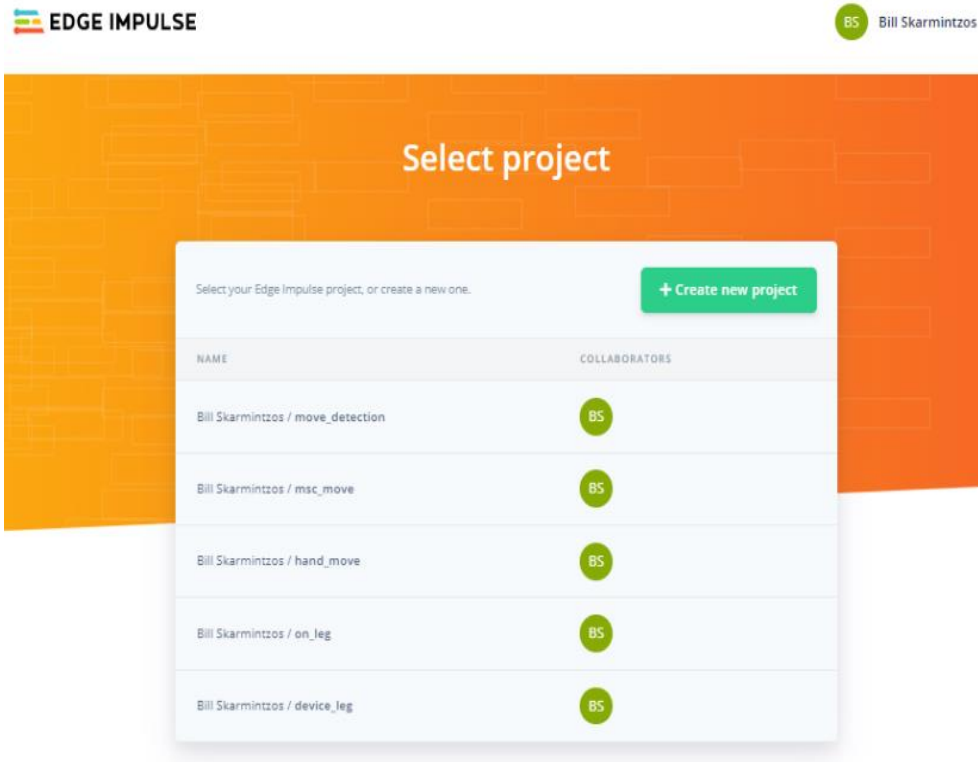 EDGE IMPULSE
BS Bill Skarmintzos
Select project
Select your Edge Impulse project, or create a new one.
+ Create new project
NAME COLLABORATORS
Bill Skarmintzos / move_detection BS
Bill Skarmintzos / msc_move BS
Bill Skarmintzos / hand_move BS
Bill Skarmintzos / on_leg BS
Bill Skarmintzos / device_leg BS